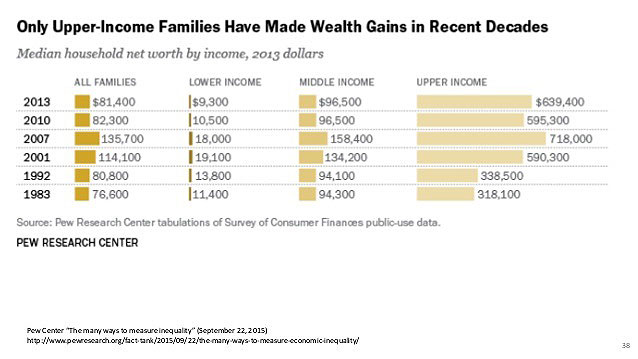 Only Upper-Income Families Have Made Wealth Gains in Recent Decades
Median household net worth by income, 2013 dollars
ALL FAMILIES LOWER INCOME MIDDLE INCOME UPPER INCOME
2013 $81,400 $9,300 $96,500 $639,400
2010 82,300 10,500 96,500 595,300
2007 135,700 18,000 158,400 718,000
2001 114,100 19,100 134,200 590,300
1992 80,800 13,800 94,100 338,500
1983 76,600 11,400 94,300 318,100
Source: Pew Research Center tabulations of Survey of Consumer Finances public-use data.
PEW RESEARCH CENTER
Pew Center "The many ways to measure inequality" (September 22, 2015)
http://www.pewresearch.org/fact-tank/2015/09/22/the-many-ways-to-measure-economic-inequality/
38